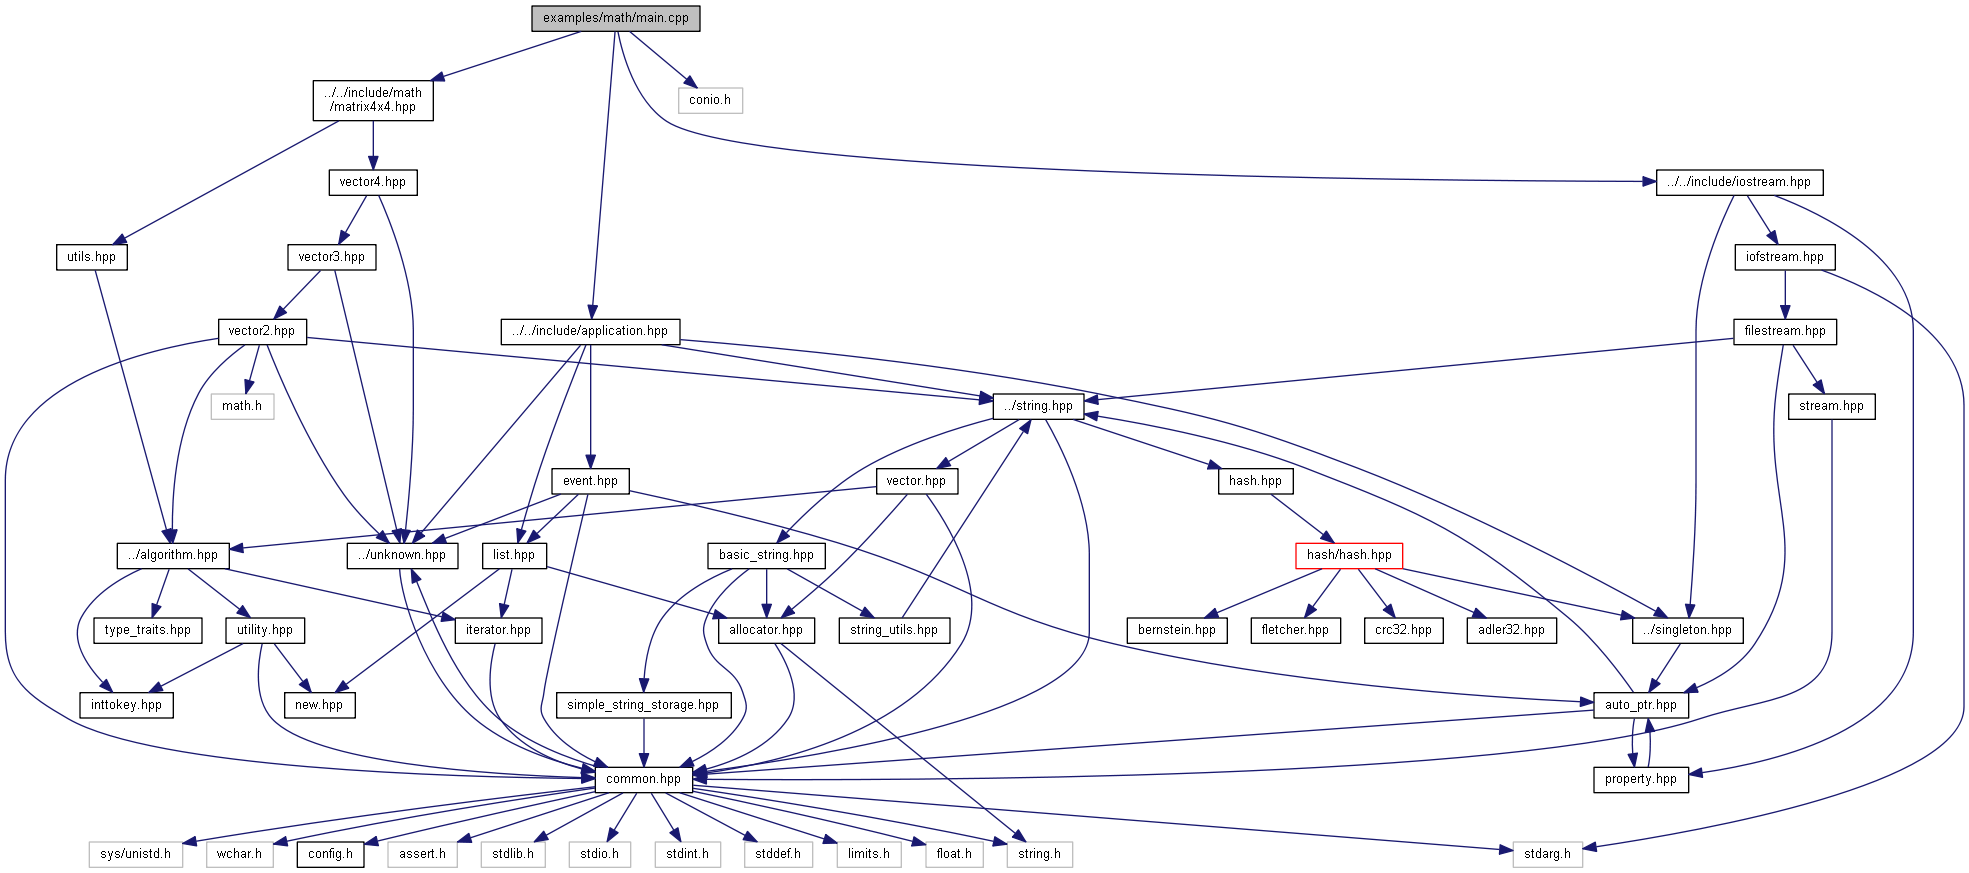 examples/math/main.cpp
../../include/math
/matrix4x4.hpp
conio.h
vector4.hpp
../../include/iostream.hpp
utils.hpp
vector3.hpp
iofstream.hpp
vector2.hpp
../../include/application.hpp
filestream.hpp
math.h
../string.hpp
stream.hpp
event.hpp
vector.hpp
hash.hpp
../algorithm.hpp
../unknown.hpp
list.hpp
basic_string.hpp
hash/hash.hpp
type_traits.hpp
utility.hpp
iterator.hpp
allocator.hpp
string_utils.hpp
bernstein.hpp
fletcher.hpp
crc32.hpp
adler32.hpp
../singleton.hpp
inttokey.hpp
new.hpp
simple_string_storage.hpp
auto_ptr.hpp
common.hpp
property.hpp
sys/unistd.h
wchar.h
config.h
assert.h
stdlib.h
stdio.h
stdint.h
stddef.h
limits.h
float.h
string.h
stdarg.h